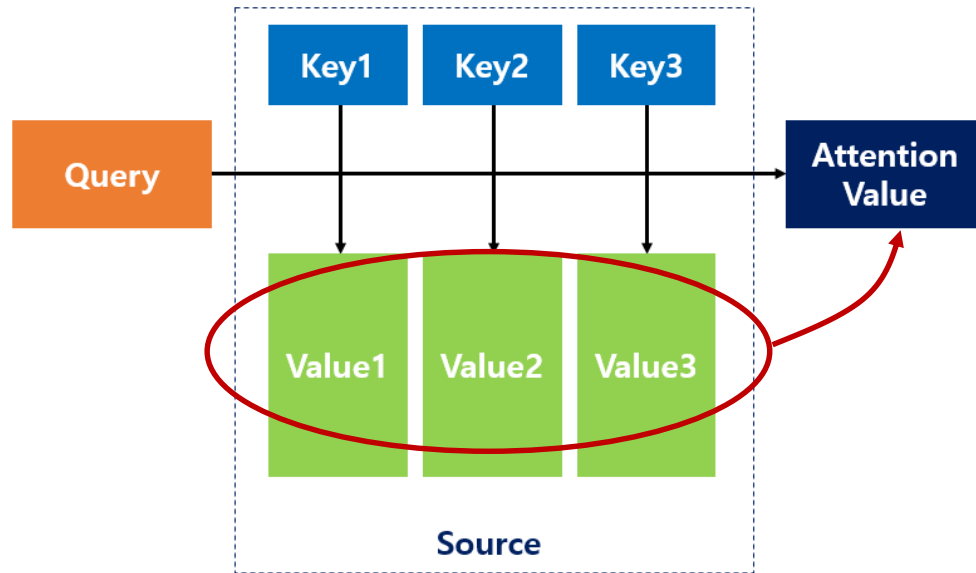 Key1
Key2
Key3
Query
Attention
Value
Value1
Value2
Value3
Source